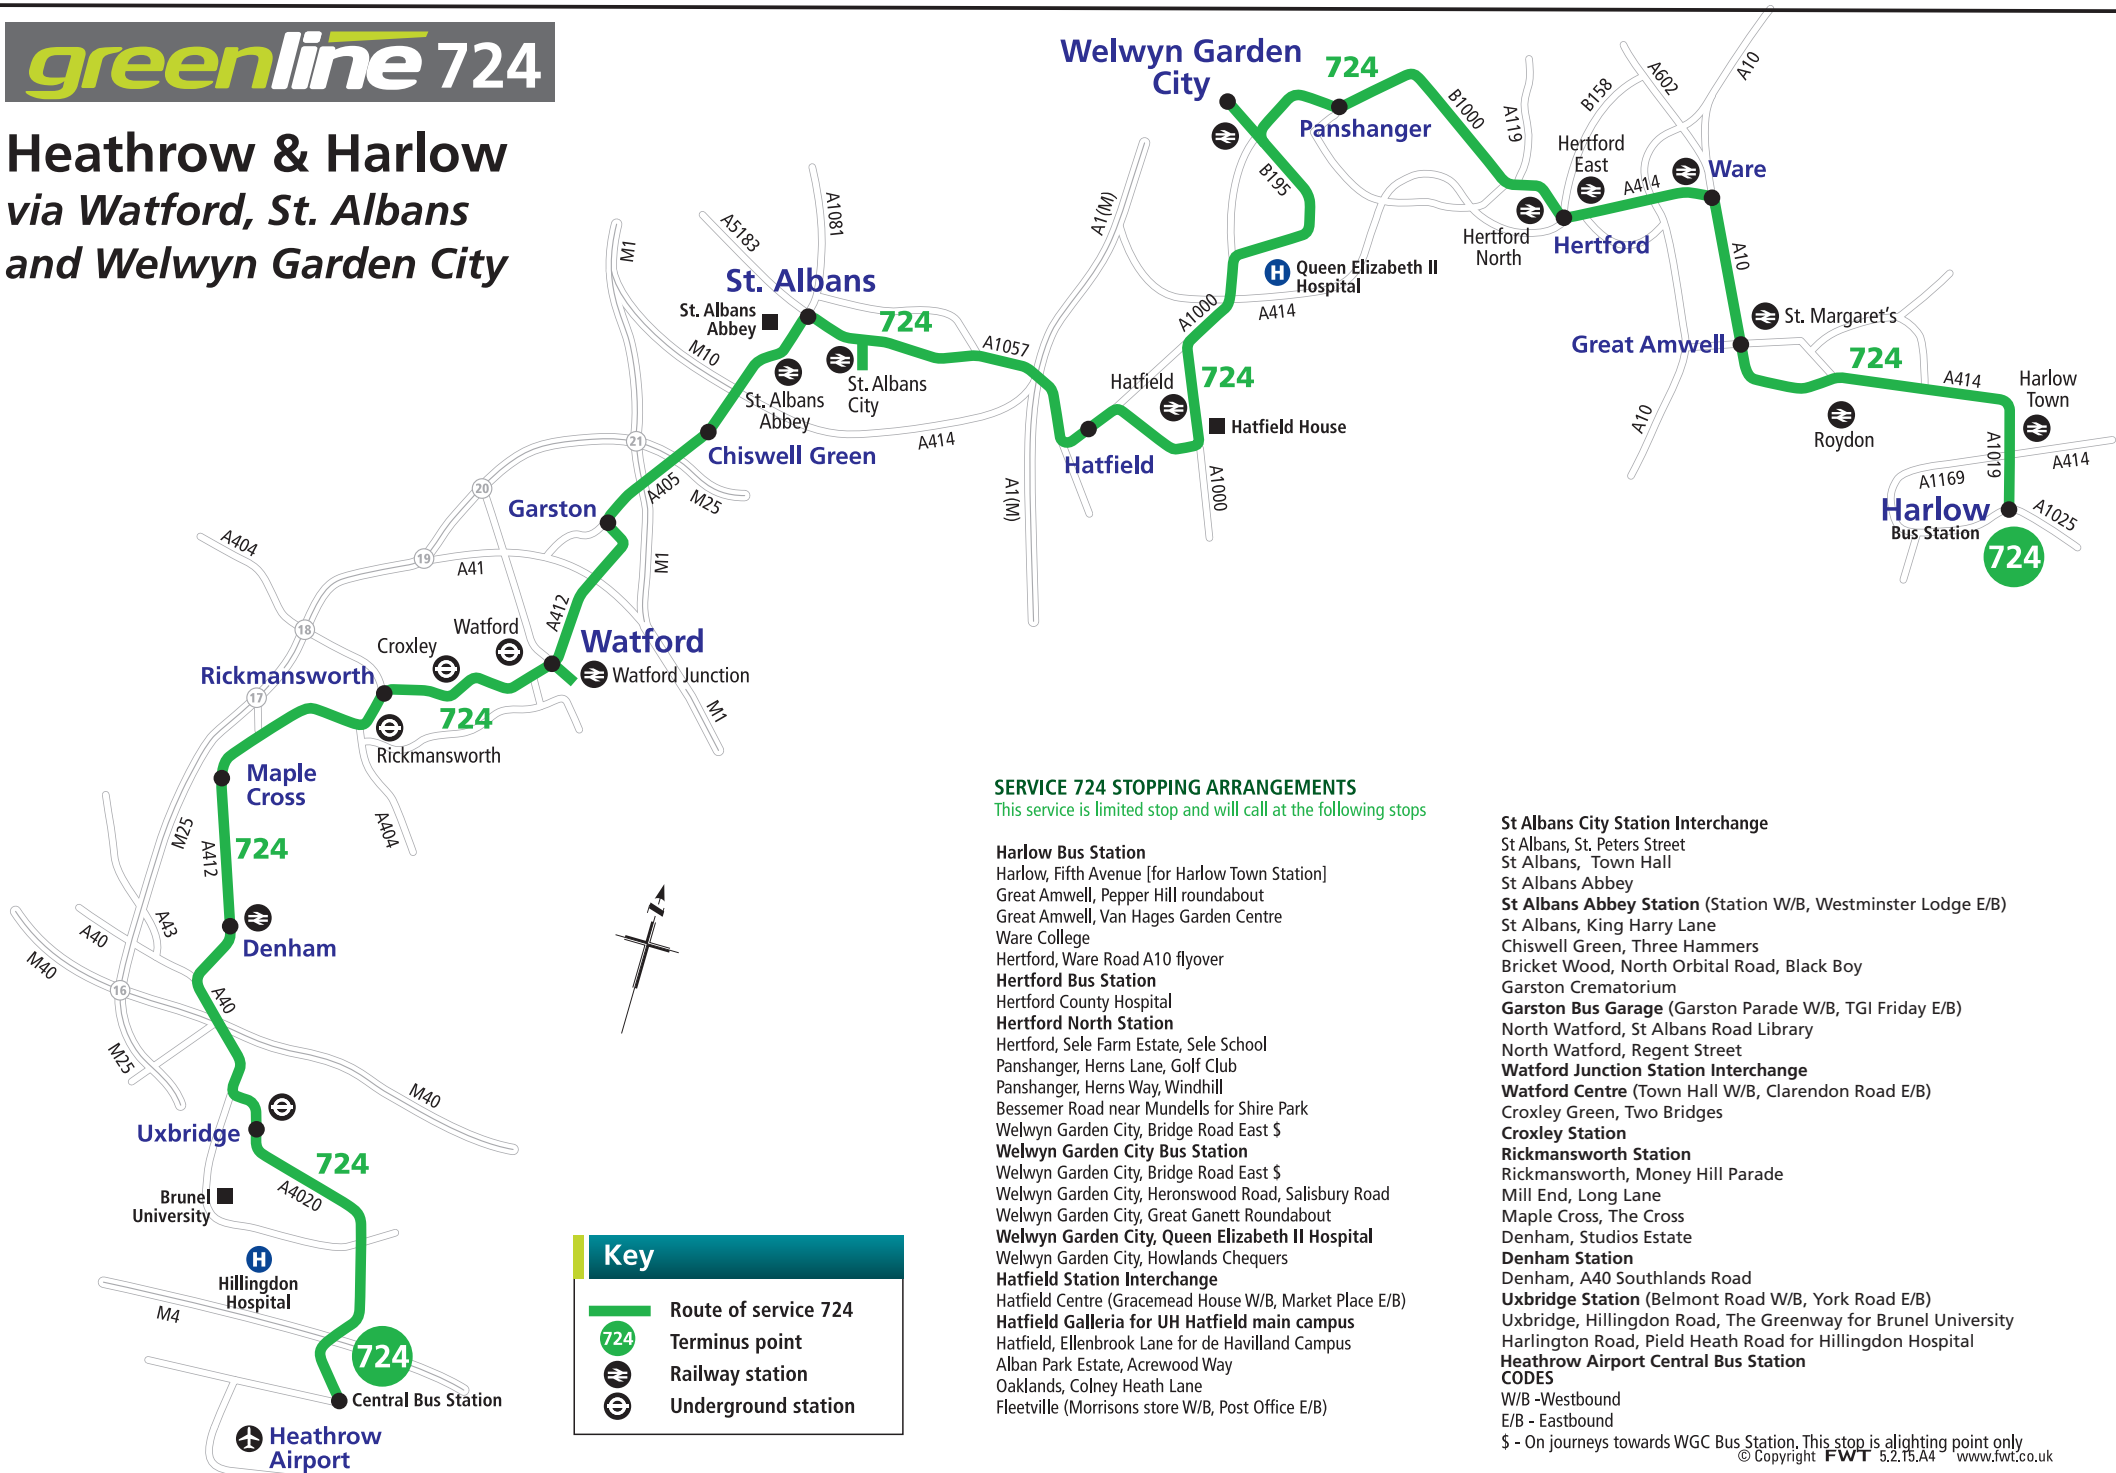 greenline 724
Heathrow & Harlow
via Watford, St. Albans
and Welwyn Garden City
Welwyn Garden
City
724
Panshanger
B1000
A119
B158
A602
A10
Hertford
East
A414
Ware
B195
Hertford
North
Hertford
A10
H Queen Elizabeth II
Hospital
A414
A1000
A1(M)
M1
A5183
A1081
St. Albans
St. Albans
Abbey
724
A1057
M10
St. Albans
City
St. Albans
Abbey
A414
Chiswell Green
Hatfield
724
Hatfield House
Hatfield
A1000
A1(M)
St. Margaret's
Great Amwell
724
A414
Harlow
Town
Roydon
A10
A1019
A414
A1169
Harlow
Bus Station
A1025
724
21
20
A405
M25
Garston
A404
19
A41
M1
18
A412
Watford
Croxley
Watford
Watford Junction
Rickmansworth
17
724
M1
Rickmansworth
Maple
Cross
M25
A412
724
A404
A43
A40
M40
Denham
16
A40
M25
M40
Uxbridge
724
Brunel
University
A4020
H
Hillingdon
Hospital
M4
724
Central Bus Station
Heathrow
Airport
N
Key
Route of service 724
724 Terminus point
Railway station
Underground station
SERVICE 724 STOPPING ARRANGEMENTS
This service is limited stop and will call at the following stops
Harlow Bus Station
Harlow, Fifth Avenue [for Harlow Town Station]
Great Amwell, Pepper Hill roundabout
Great Amwell, Van Hages Garden Centre
Ware College
Hertford, Ware Road A10 flyover
Hertford Bus Station
Hertford County Hospital
Hertford North Station
Hertford, Sele Farm Estate, Sele School
Panshanger, Herns Lane, Golf Club
Panshanger, Herns Way, Windhill
Bessemer Road near Mundells for Shire Park
Welwyn Garden City, Bridge Road East $
Welwyn Garden City Bus Station
Welwyn Garden City, Bridge Road East $
Welwyn Garden City, Heronswood Road, Salisbury Road
Welwyn Garden City, Great Ganett Roundabout
Welwyn Garden City, Queen Elizabeth II Hospital
Welwyn Garden City, Howlands Chequers
Hatfield Station Interchange
Hatfield Centre (Gracemead House W/B, Market Place E/B)
Hatfield Galleria for UH Hatfield main campus
Hatfield, Ellenbrook Lane for de Havilland Campus
Alban Park Estate, Acrewood Way
Oaklands, Colney Heath Lane
Fleetville (Morrisons store W/B, Post Office E/B)
St Albans City Station Interchange
St Albans, St. Peters Street
St Albans, Town Hall
St Albans Abbey
St Albans Abbey Station (Station W/B, Westminster Lodge E/B)
St Albans, King Harry Lane
Chiswell Green, Three Hammers
Bricket Wood, North Orbital Road, Black Boy
Garston Crematorium
Garston Bus Garage (Garston Parade W/B, TGI Friday E/B)
North Watford, St Albans Road Library
North Watford, Regent Street
Watford Junction Station Interchange
Watford Centre (Town Hall W/B, Clarendon Road E/B)
Croxley Green, Two Bridges
Croxley Station
Rickmansworth Station
Rickmansworth, Money Hill Parade
Mill End, Long Lane
Maple Cross, The Cross
Denham, Studios Estate
Denham Station
Denham, A40 Southlands Road
Uxbridge Station (Belmont Road W/B, York Road E/B)
Uxbridge, Hillingdon Road, The Greenway for Brunel University
Harlington Road, Pield Heath Road for Hillingdon Hospital
Heathrow Airport Central Bus Station
CODES
W/B -Westbound
E/B - Eastbound
$ - On journeys towards WGC Bus Station. This stop is alighting point only
© Copyright FWT 5.2.15.A4 www.fwt.co.uk